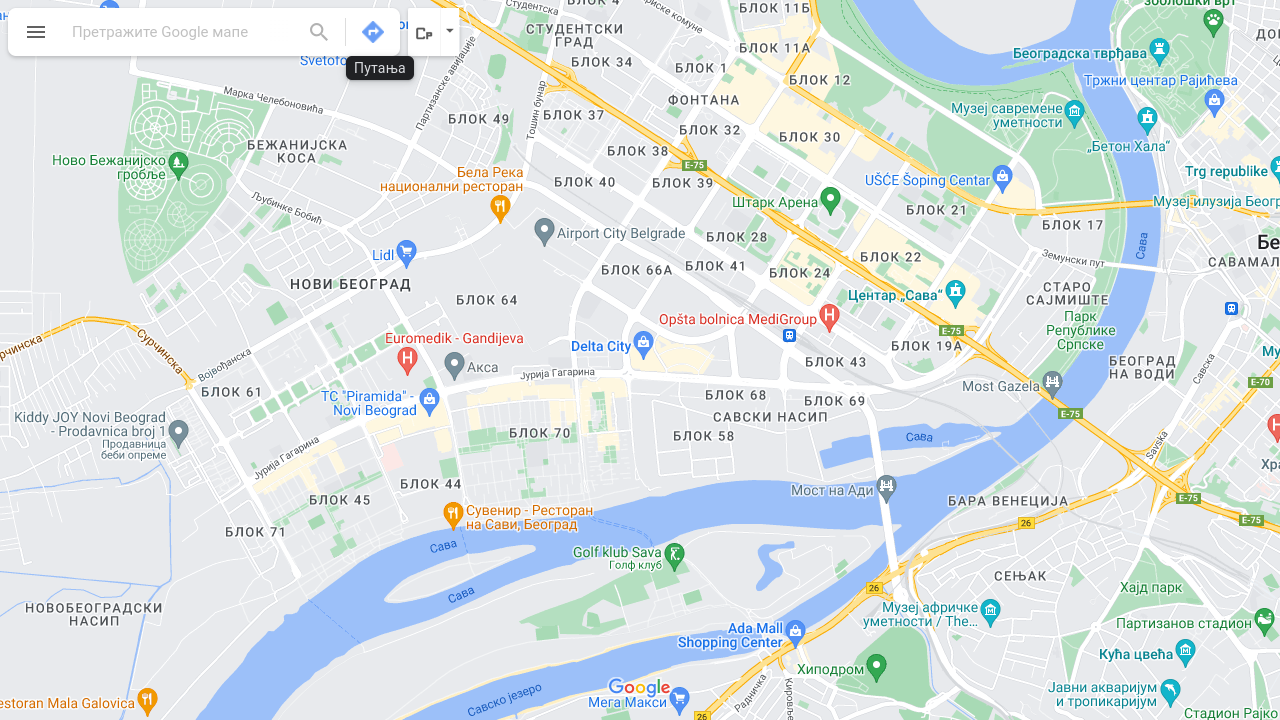 Претражите Google мапе
Путања
Svetofo
Ср
СТУДЕНТСКИ
ГРАД
Студентска
Париске комуне
БЛОК 11Б
БЛОК 11А
зоолошки врт
Београдска тврђава
Тржни центар Рајићева
БЛОК 34
БЛОК 1
БЛОК 12
ФОНТАНА
Марка Челебоновића
Партизанске авијације
Тошин бунар
БЛОК 49
БЛОК 37
БЛОК 32
БЛОК 30
Музеј савремене
уметности
„Бетон Хала“
БЕЖАНИЈСКА
КОСА
БЛОК 38
E-75
Ново Бежанијско
гробље
Бела Река
национални ресторан
БЛОК 40
БЛОК 39
UŠĆE Šoping Centar
Trg republike
Љубинке Бобић
Штарк Арена
БЛОК 21
Музеј илузија Београ
БЛОК 17
Airport City Belgrade
БЛОК 28
Сава
Бе
Lidl
БЛОК 66А
БЛОК 41
БЛОК 24
БЛОК 22
Земунски пут
САВАМАЛ
НОВИ БЕОГРАД
БЛОК 64
Центар „Сава“
СТАРО
САЈМИШТЕ
Opšta bolnica MediGroup
Парк
Републике
Српске
Сурчинска
рчинска
Euromedik - Gandijeva
Delta City
E-75
БЛОК 19А
Му
Војвођанска
Акса
Јурија Гагарина
БЛОК 43
БЕОГРАД
НА ВОДИ
БЛОК 61
TC "Piramida" -
Novi Beograd
БЛОК 68
БЛОК 69
Most Gazela
E-70
Kiddy JOY Novi Beograd
- Prodavnica broj 1
Продавница
беби опреме
САВСКИ НАСИП
E-75
БЛОК 70
БЛОК 58
Сава
Savska
Јурија Гагарина
Хра
БЛОК 44
Мост на Ади
БЛОК 45
БАРА ВЕНЕЦИЈА
E-75
Сувенир - Ресторан
на Сави, Београд
БЛОК 71
26
E-75
Сава
Golf klub Sava
Голф клуб
СЕЊАК
Сава
26
Хајд парк
НОВОБЕОГРАДСКИ
НАСИП
Музеј афричке
уметности / The...
Партизанов стадион
Ada Mall
Shopping Center
Кућа цвећа
Хиподром
Google
Савско језеро
Мега Макси
Радничка
Кировље
Јавни акваријум
и тропикаријум
estoran Mala Galovica
26
Стадион Рајко